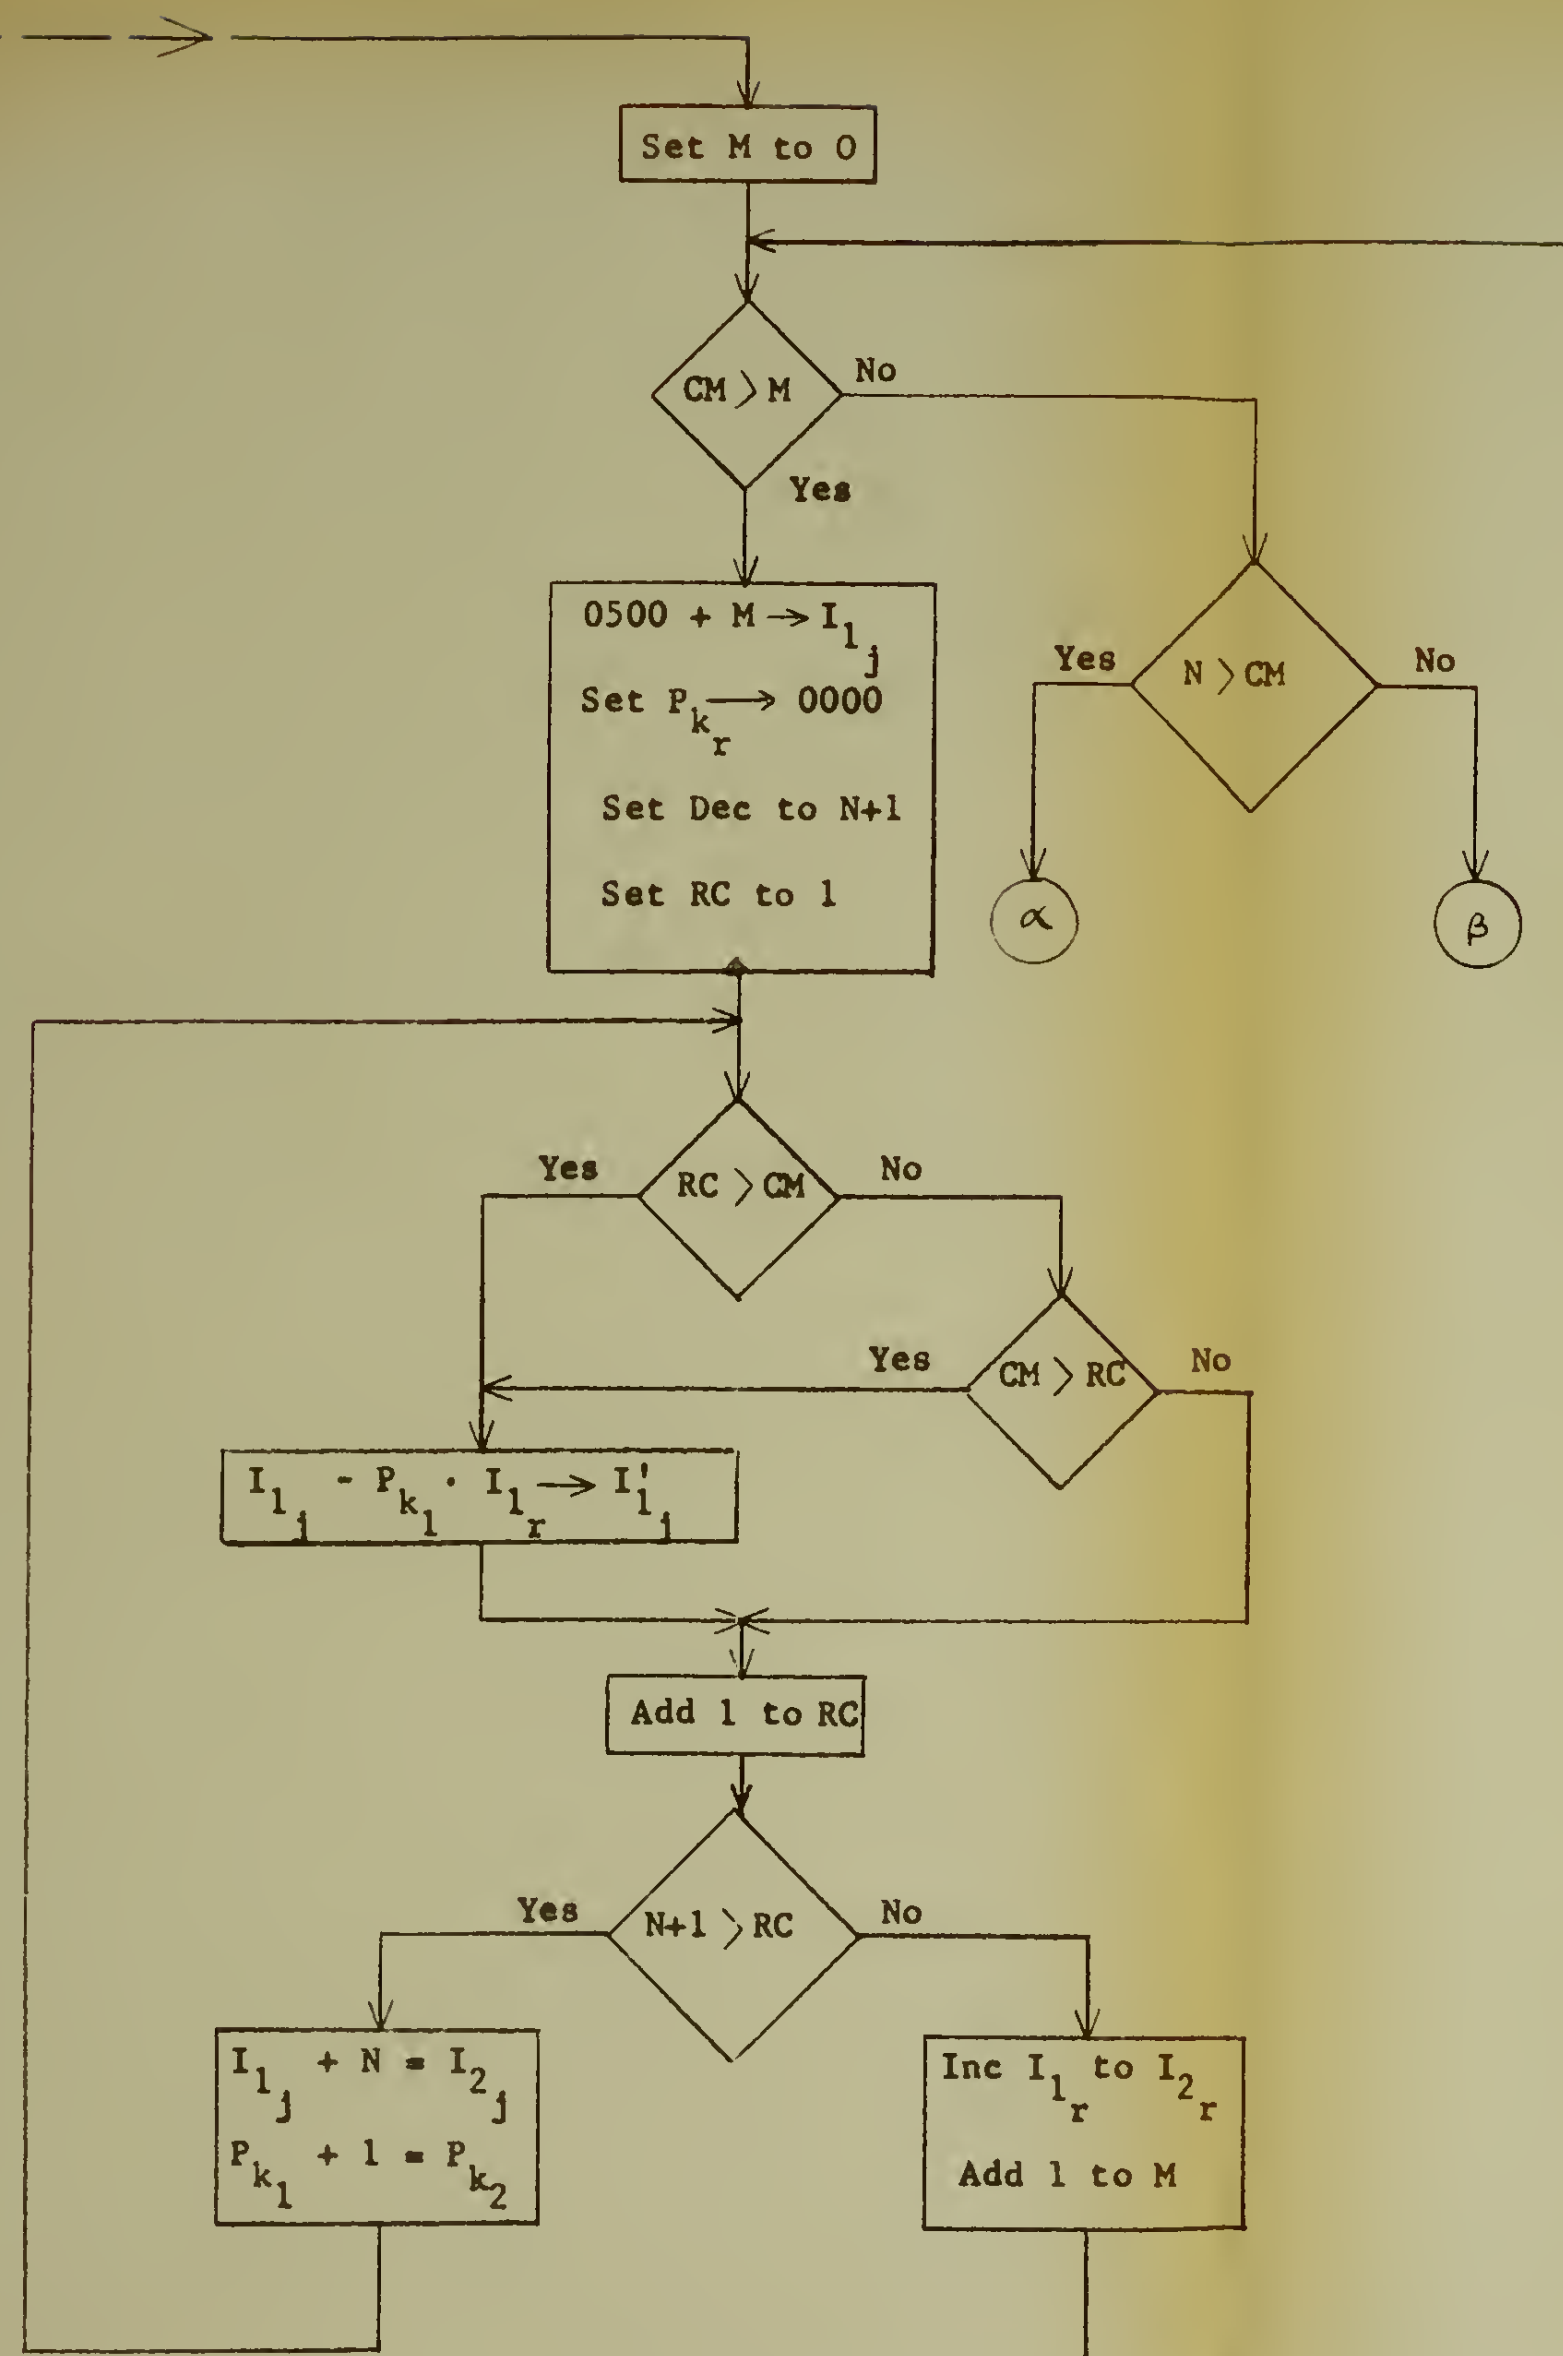 Set M to 0
CM > M
No
Yes
0500 + M → I1j
Set Pkr → 0000
Set Dec to N+1
Set RC to 1
Yes
N > CM
No
α
β
Yes
RC > CM
No
Yes
CM > RC
No
I1j - Pk1 · I1r → I'1j
Add 1 to RC
Yes
N+1 > RC
No
I1j + N = I2j
Pk1 + 1 = Pk2
Inc I1r to I2r
Add 1 to M